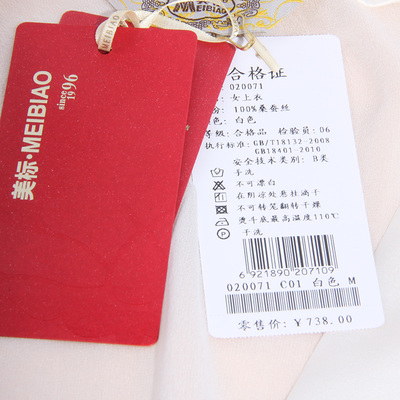 MEIBIAO
美标·MEIBIAO
since 1996
合格证
020071
女上衣
100%桑蚕丝
白色
等级: 合格品 检验员: 06
执行标准: GB/T18132-2008
GB18401-2010
安全技术类别: B类
手洗
不可漂白
在阴凉处悬挂滴干
不可转笼翻转干燥
熨斗底最高温度110℃
干洗
6 921890 207109
020071 C01 白色 M
零售价: ¥738.00